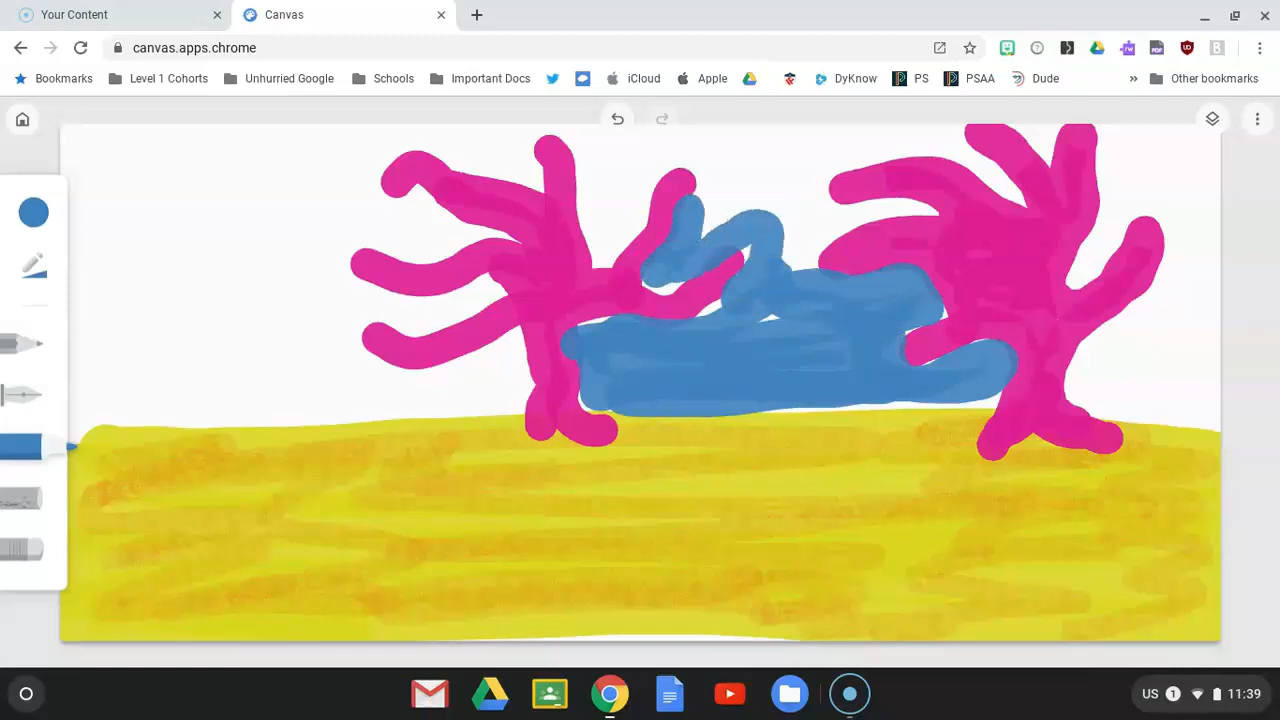 Your Content
Canvas
canvas.apps.chrome
Bookmarks Level 1 Cohorts Unhurried Google Schools Important Docs iCloud Apple DyKnow PS PSAA Dude » Other bookmarks
US 1 11:39